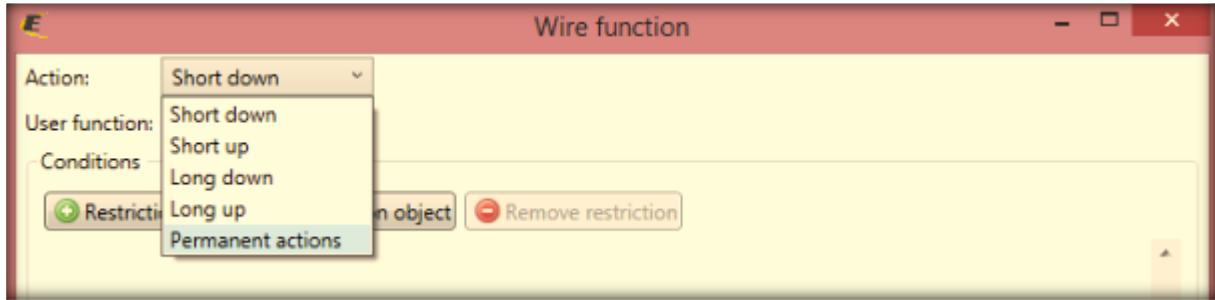 E
Wire function
Action:
Short down
Short down
User function:
Short up
Conditions
Long down
Long up
n object
Remove restriction
Permanent actions